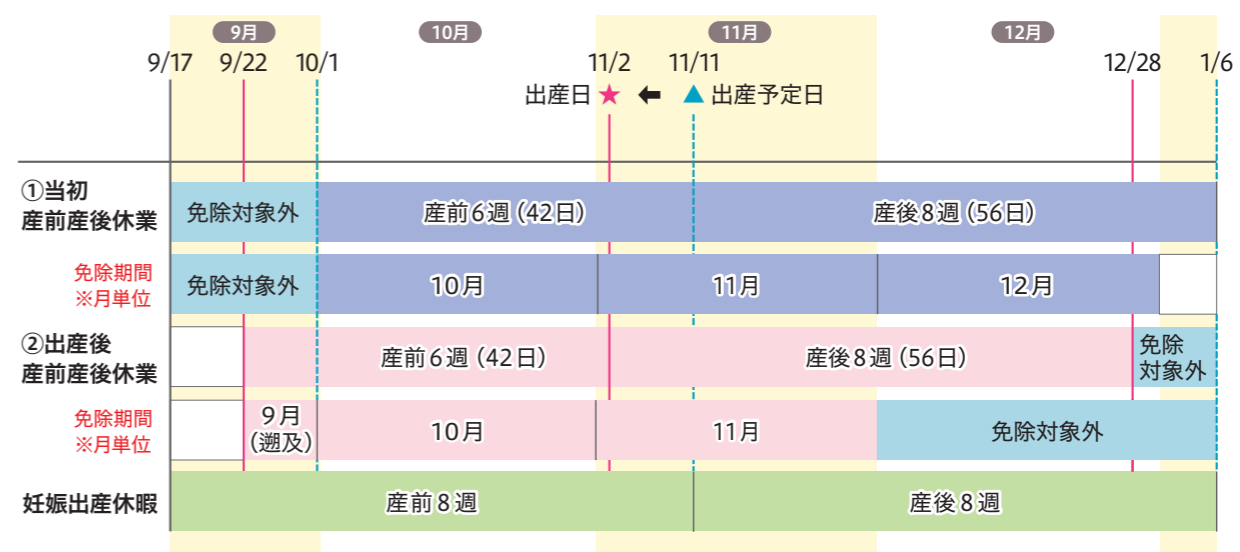 9月 10月 11月 12月
9/17 9/22 10/1 11/2 11/11 12/28 1/6
出産日 ★ ← ▲ 出産予定日
①当初
産前産後休業
免除対象外 産前6週（42日） 産後8週（56日）
免除期間
※月単位
免除対象外 10月 11月 12月
②出産後
産前産後休業
産前6週（42日） 産後8週（56日）
免除
対象外
免除期間
※月単位
9月
（遡及）
10月 11月 免除対象外
妊娠出産休暇 産前8週 産後8週